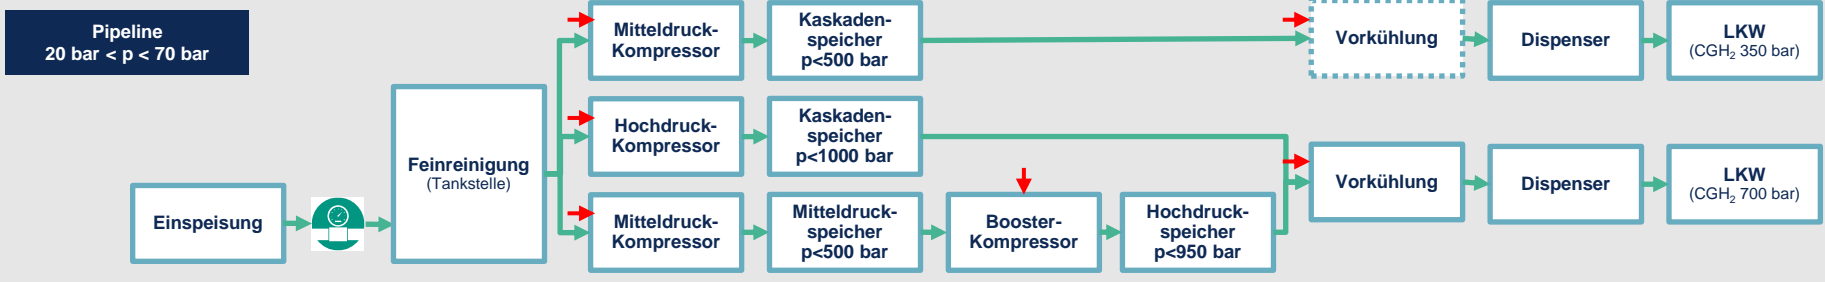 Pipeline
20 bar < p < 70 bar
Einspeisung
Feinreinigung
(Tankstelle)
Mitteldruck-
Kompressor
Kaskaden-
speicher
p<500 bar
Vorkühlung
Dispenser
LKW
(CGH₂ 350 bar)
Hochdruck-
Kompressor
Kaskaden-
speicher
p<1000 bar
Mitteldruck-
Kompressor
Mitteldruck-
speicher
p<500 bar
Booster-
Kompressor
Hochdruck-
speicher
p<950 bar
Vorkühlung
Dispenser
LKW
(CGH₂ 700 bar)